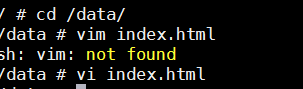 / # cd /data/
/data # vim index.html
sh: vim: not found
/data # vi index.html